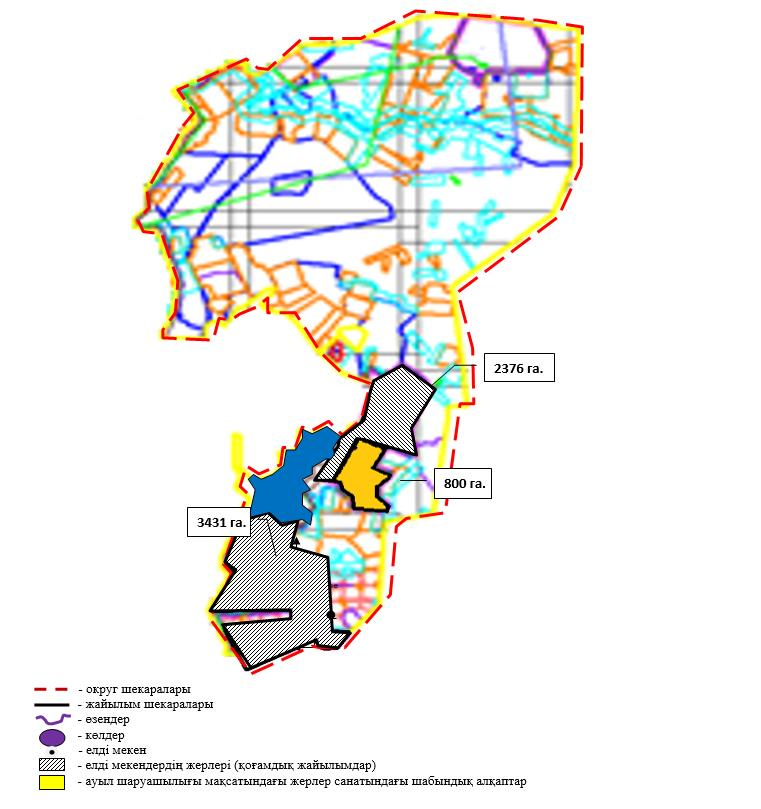 2376 га.
800 га.
3431 га.
- округ шекаралары
- жайылым шекаралары
- өзендер
- көлдер
- елді мекен
- елді мекендердің жерлері (қоғамдық жайылымдар)
- ауыл шаруашылығы мақсатындағы жерлер санатындағы шабындық алқаптар